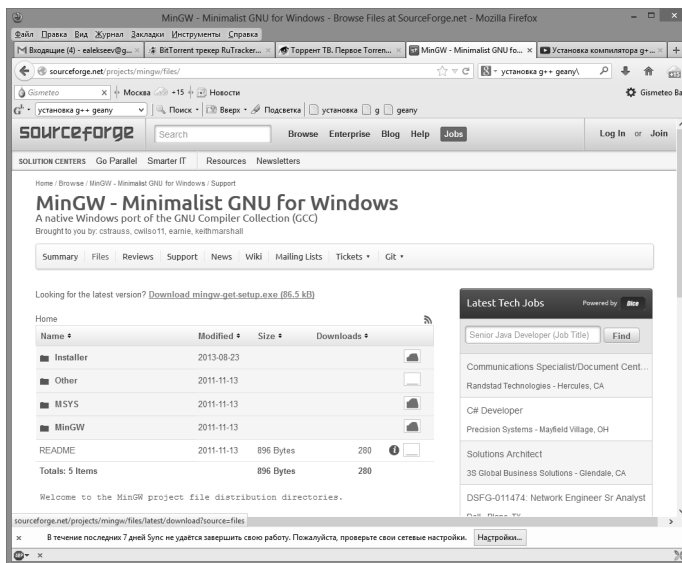 MinGW - Minimalist GNU for Windows - Browse Files at SourceForge.net - Mozilla Firefox
Файл Правка Вид Журнал Закладки Инструменты Справка
Входящие (4) - ealekseev@g... BitTorrent трекер RuTracker... Торрент ТВ. Первое Torren... MinGW - Minimalist GNU fo... Установка компилятора g+...
sourceforge.net/projects/mingw/files/ установка g++ geany\
Gismeteo Москва +15 Новости Gismeteo Ba
установка g++ geany Поиск Вверх Подсветка установка g geany
sourceforge Search Browse Enterprise Blog Help Jobs Log In or Join
SOLUTION CENTERS Go Parallel Smarter IT Resources Newsletters
Home / Browse / MinGW - Minimalist GNU for Windows / Support
MinGW - Minimalist GNU for Windows
A native Windows port of the GNU Compiler Collection (GCC)
Brought to you by: cstrauss, cwilso11, earnie, keithmarshall
Summary Files Reviews Support News Wiki Mailing Lists Tickets Git
Looking for the latest version? Download mingw-get-setup.exe (86.5 kB)
Home
Name Modified Size Downloads
Installer 2013-08-23
Other 2011-11-13
MSYS 2011-11-13
MinGW 2011-11-13
README 2011-11-13 896 Bytes 280
Totals: 5 Items 896 Bytes 280
Welcome to the MinGW project file distribution directories.
Latest Tech Jobs Powered by Dice
Senior Java Developer (Job Title) Find
Communications Specialist/Document Cent...
Randstad Technologies - Hercules, CA
C# Developer
Precision Systems - Mayfield Village, OH
Solutions Architect
3S Global Business Solutions - Glendale, CA
DSFG-011474: Network Engineer Sr Analyst
sourceforge.net/projects/mingw/files/latest/download?source=files
В течение последних 7 дней Sync не удаётся завершить свою работу. Пожалуйста, проверьте свои сетевые настройки. Настройки...